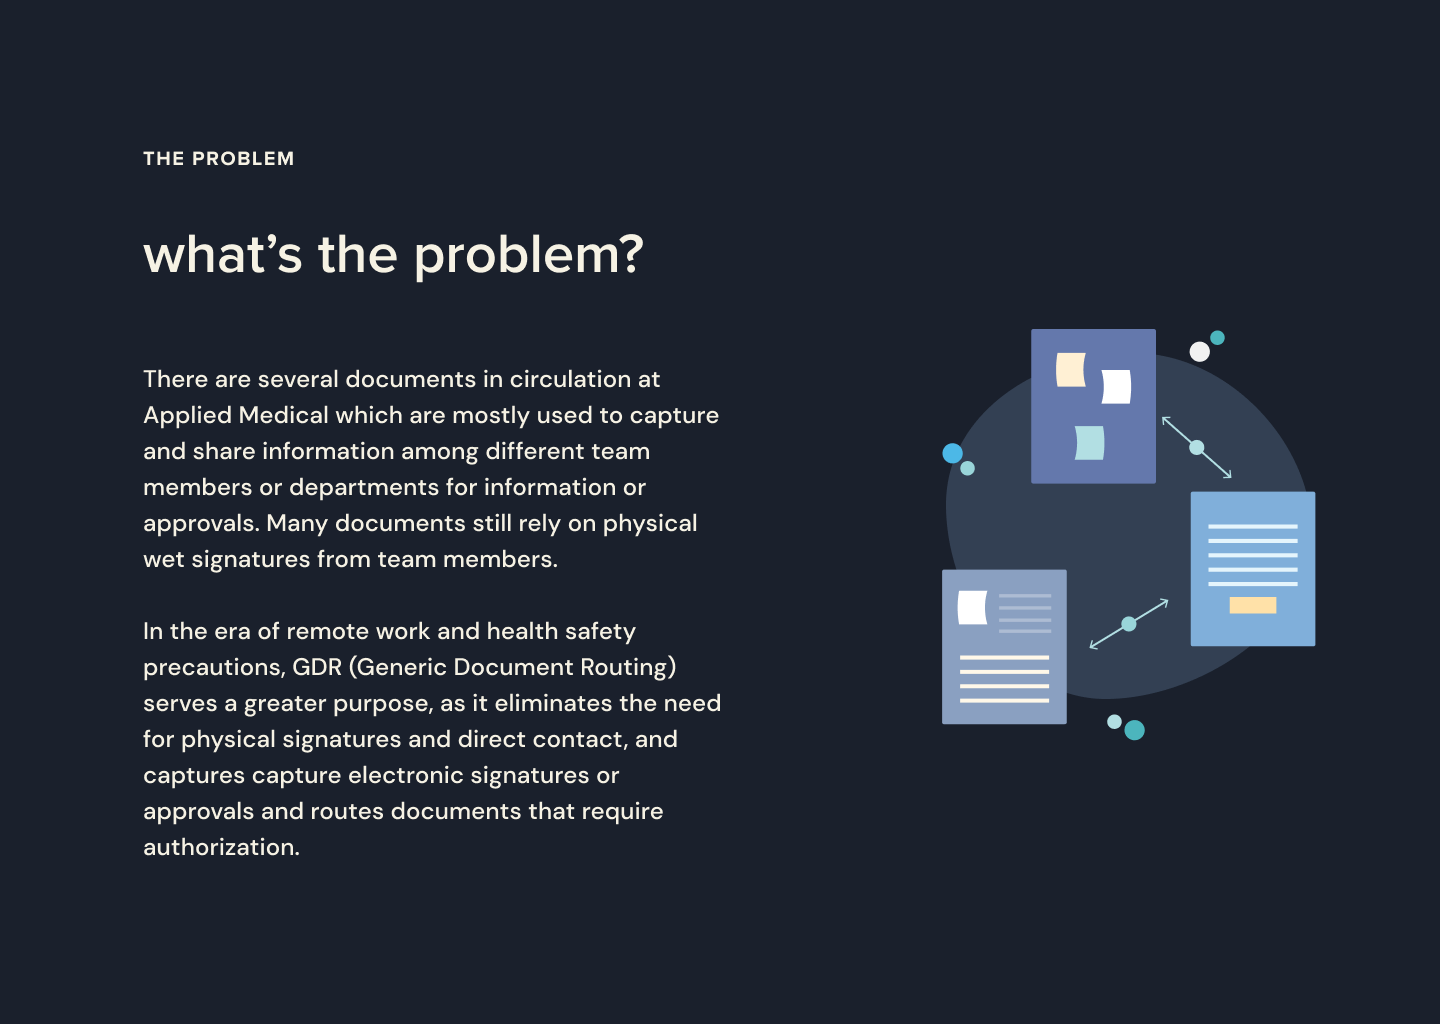 THE PROBLEM
what’s the problem?
There are several documents in circulation at
Applied Medical which are mostly used to capture
and share information among different team
members or departments for information or
approvals. Many documents still rely on physical
wet signatures from team members.
In the era of remote work and health safety
precautions, GDR (Generic Document Routing)
serves a greater purpose, as it eliminates the need
for physical signatures and direct contact, and
captures capture electronic signatures or
approvals and routes documents that require
authorization.